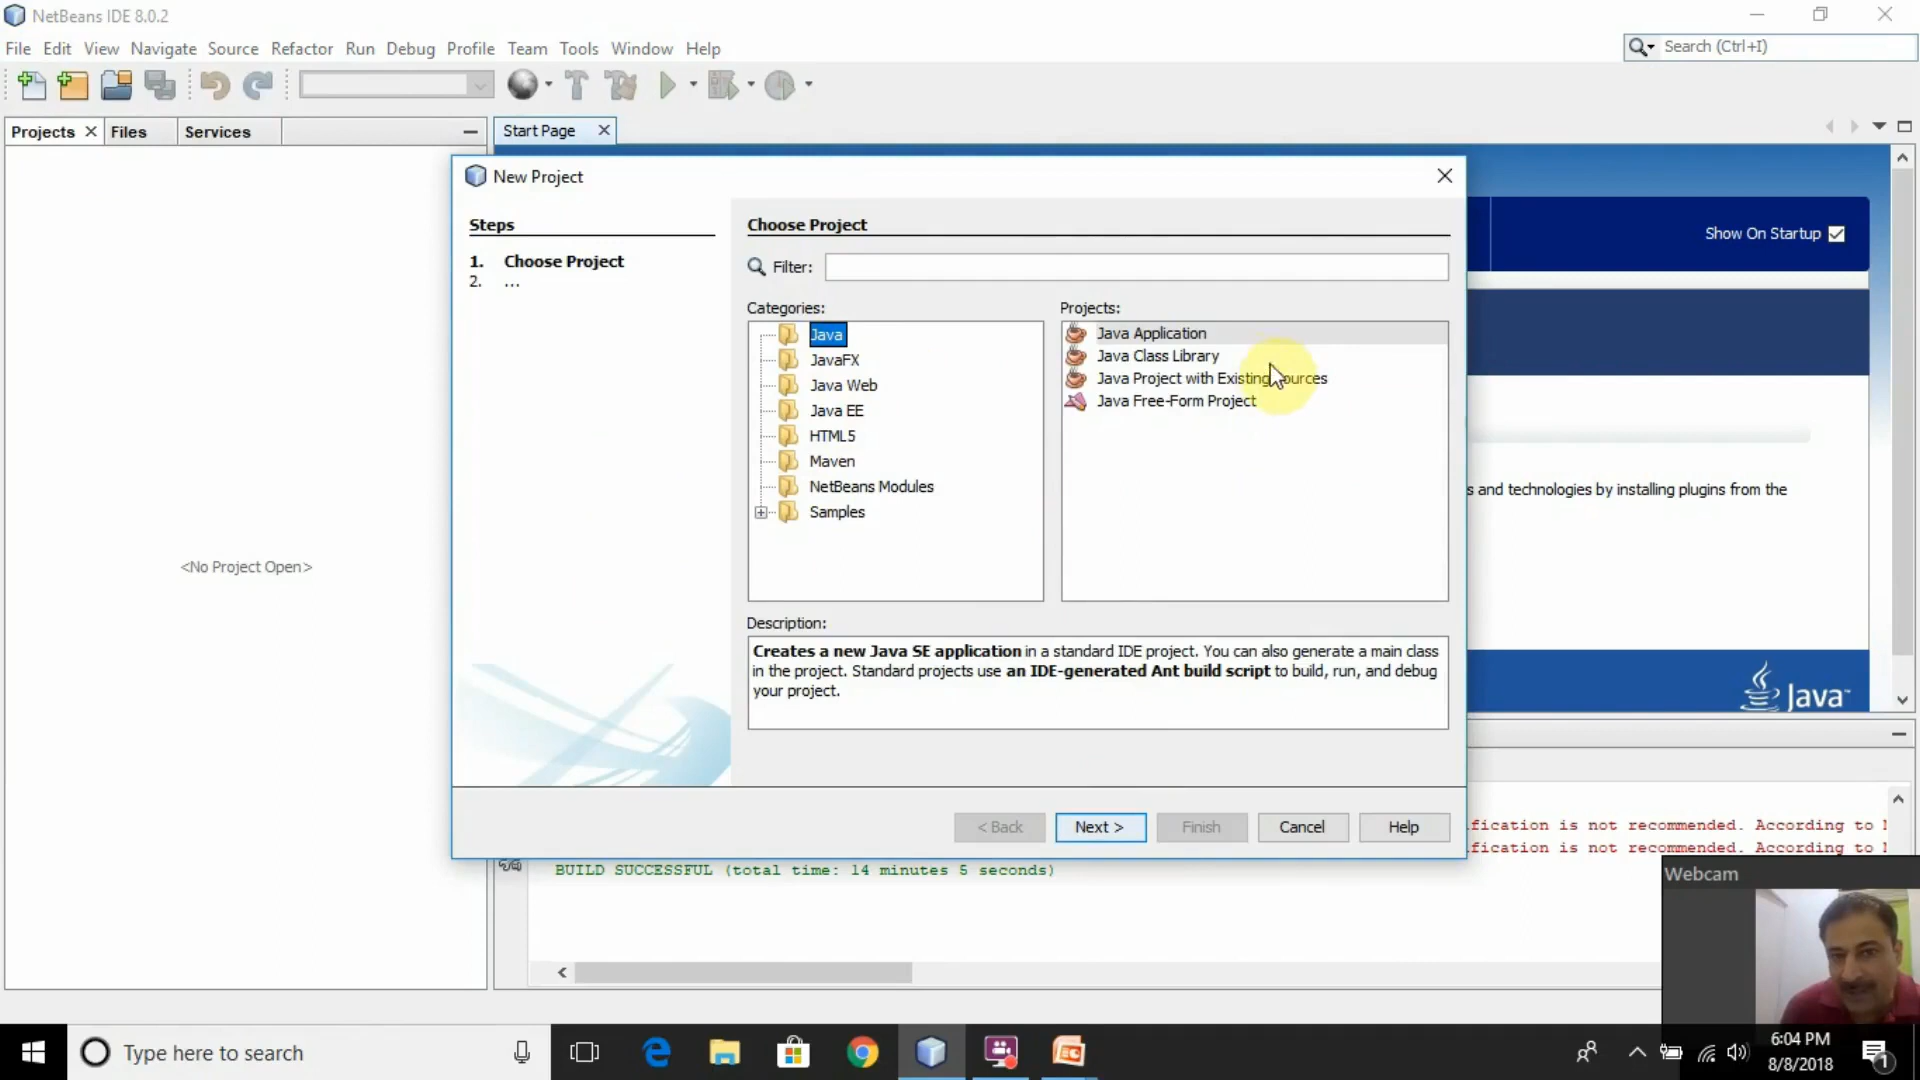 NetBeans IDE 8.0.2
File Edit View Navigate Source Refactor Run Debug Profile Team Tools Window Help
Search (Ctrl+I)
Projects Files Services
Start Page
New Project
Show On Startup
Steps
1. Choose Project
2. ...
Choose Project
Filter:
Categories:
Java
JavaFX
Java Web
Java EE
HTML5
Maven
NetBeans Modules
Samples
Projects:
Java Application
Java Class Library
Java Project with Existing Sources
Java Free-Form Project
s and technologies by installing plugins from the
<No Project Open>
Description:
Creates a new Java SE application in a standard IDE project. You can also generate a main class
in the project. Standard projects use an IDE-generated Ant build script to build, run, and debug
your project.
Java
< Back Next > Finish Cancel Help
fication is not recommended. According to
fication is not recommended. According to
BUILD SUCCESSFUL (total time: 14 minutes 5 seconds)
Webcam
Type here to search
6:04 PM
8/8/2018
1